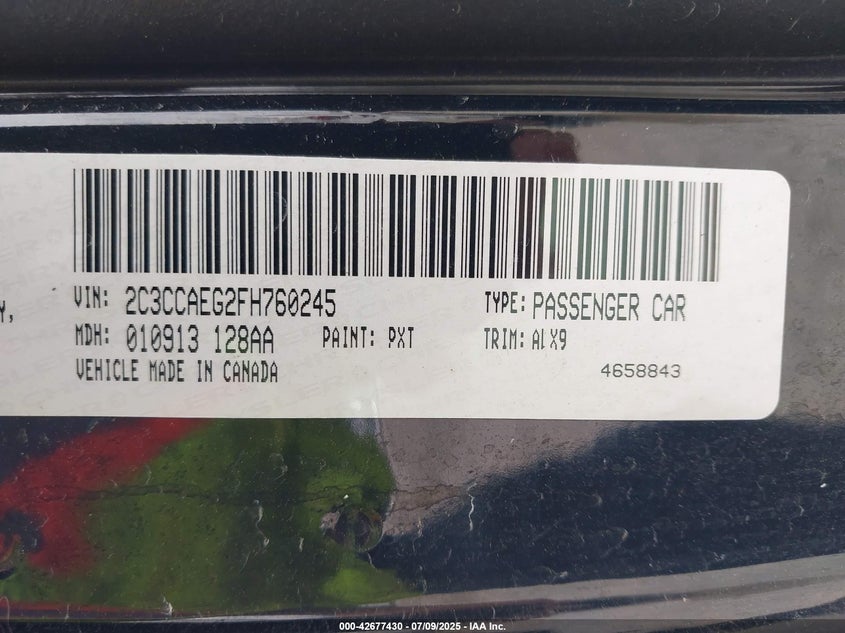 Y,
VIN: 2C3CCAEG2FH760245 TYPE: PASSENGER CAR
MDH: 010913 128AA PAINT: PXT TRIM: ALX9
VEHICLE MADE IN CANADA 4658843
000-42677430 - 07/09/2025 - IAA Inc.